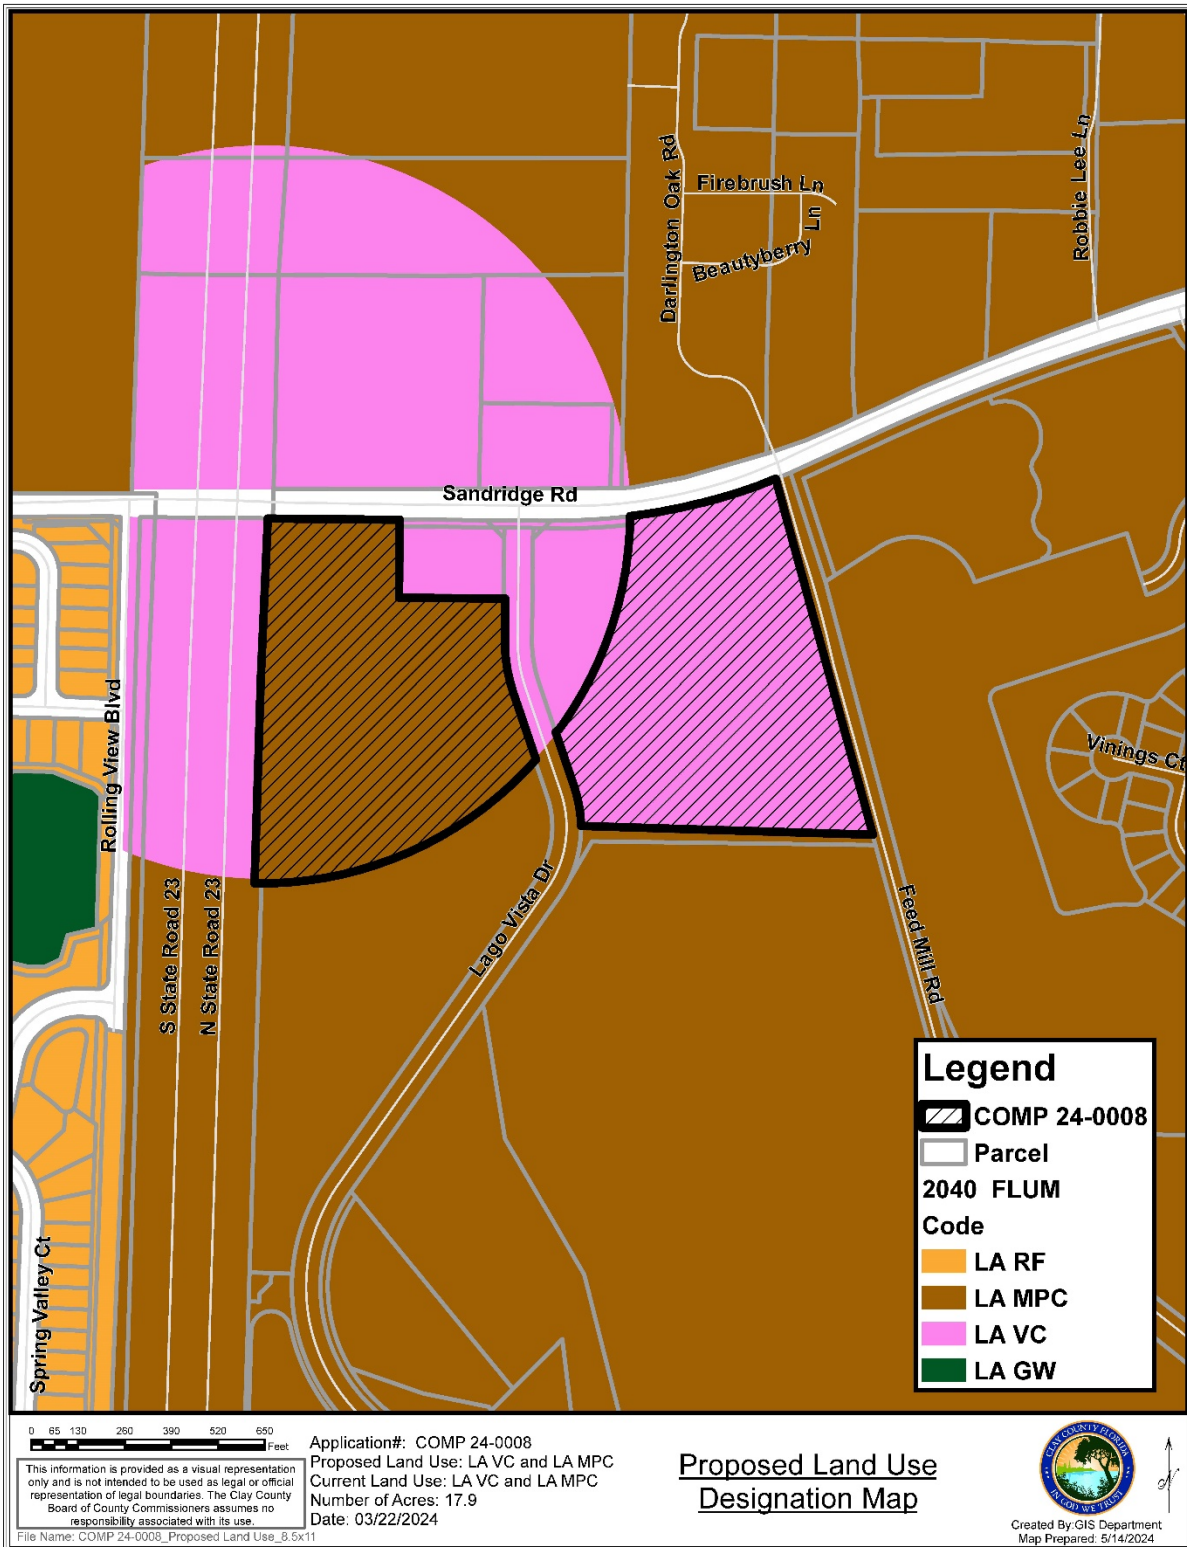 Darlington Oak Rd
Firebrush Ln
Beautyberry Ln
Robbie Lee Ln
Sandridge Rd
Rolling View Blvd
Vinings Ct
S State Road 23
N State Road 23
Lago Vista Dr
Feed Mill Rd
Spring Valley Ct
Legend
COMP 24-0008
Parcel
2040 FLUM
Code
LA RF
LA MPC
LA VC
LA GW
0 65 130 260 390 520 650
Feet
This information is provided as a visual representation
only and is not intended to be used as legal or official
representation of legal boundaries. The Clay County
Board of County Commissioners assumes no
responsibility associated with its use.
File Name: COMP 24-0008_Proposed Land Use_8.5x11
Application#: COMP 24-0008
Proposed Land Use: LA VC and LA MPC
Current Land Use: LA VC and LA MPC
Number of Acres: 17.9
Date: 03/22/2024
Proposed Land Use
Designation Map
CLAY COUNTY FLORIDA
IN GOD WE TRUST
N
Created By:GIS Department
Map Prepared: 5/14/2024